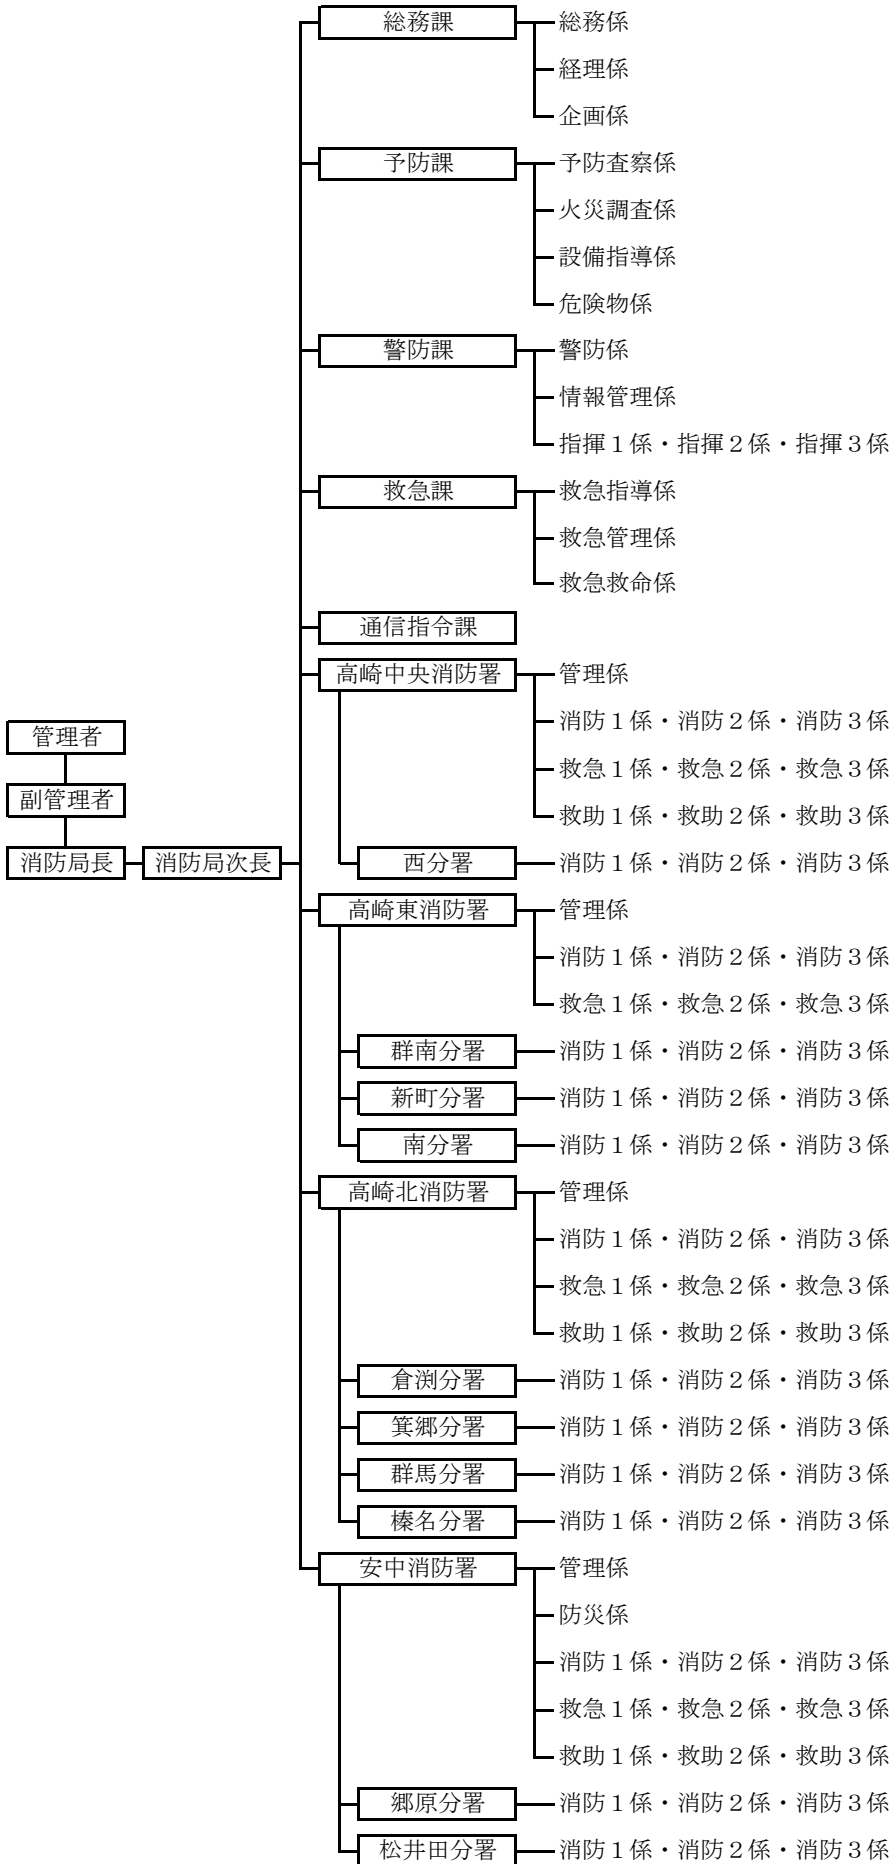 総務課 総務係
経理係
企画係
予防課 予防査察係
火災調査係
設備指導係
危険物係
警防課 警防係
情報管理係
指揮１係・指揮２係・指揮３係
救急課 救急指導係
救急管理係
救急救命係
通信指令課
高崎中央消防署 管理係
消防１係・消防２係・消防３係
管理者
救急１係・救急２係・救急３係
副管理者
救助１係・救助２係・救助３係
消防局長 消防局次長 西分署 消防１係・消防２係・消防３係
高崎東消防署 管理係
消防１係・消防２係・消防３係
救急１係・救急２係・救急３係
群南分署 消防１係・消防２係・消防３係
新町分署 消防１係・消防２係・消防３係
南分署 消防１係・消防２係・消防３係
高崎北消防署 管理係
消防１係・消防２係・消防３係
救急１係・救急２係・救急３係
救助１係・救助２係・救助３係
倉渕分署 消防１係・消防２係・消防３係
箕郷分署 消防１係・消防２係・消防３係
群馬分署 消防１係・消防２係・消防３係
榛名分署 消防１係・消防２係・消防３係
安中消防署 管理係
防災係
消防１係・消防２係・消防３係
救急１係・救急２係・救急３係
救助１係・救助２係・救助３係
郷原分署 消防１係・消防２係・消防３係
松井田分署 消防１係・消防２係・消防３係